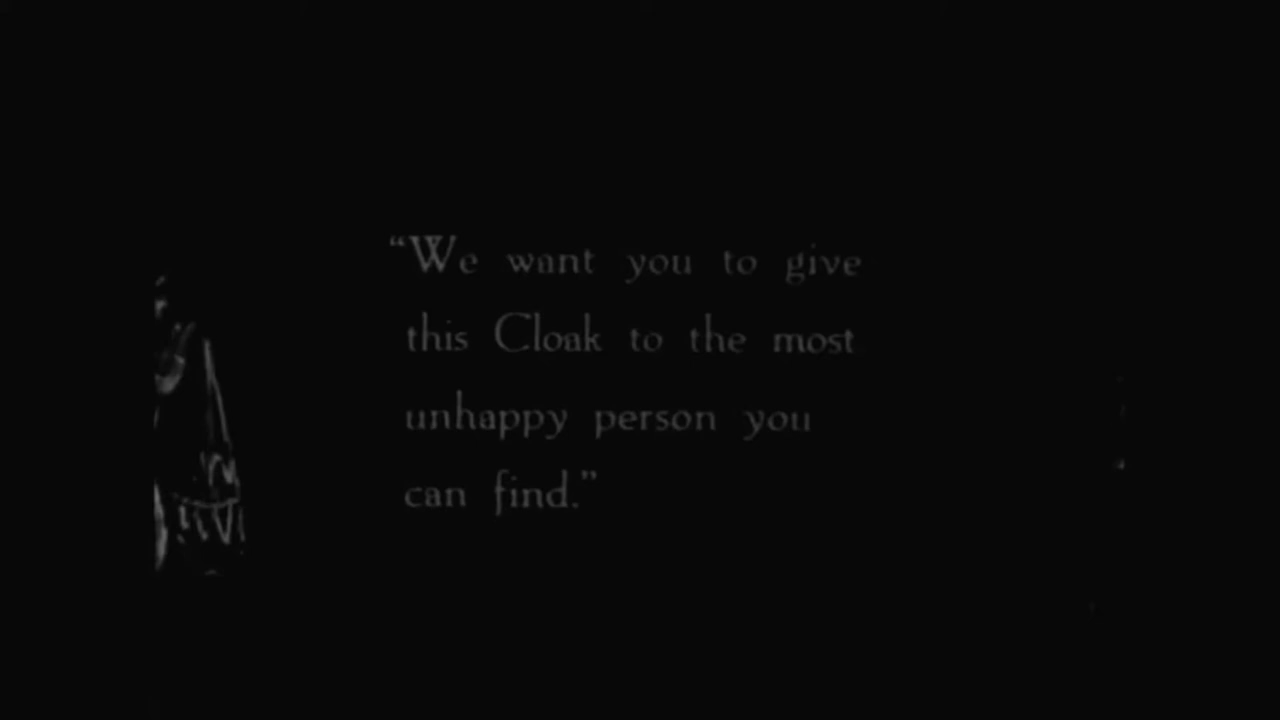 “We want you to give
this Cloak to the most
unhappy person you
can find.”